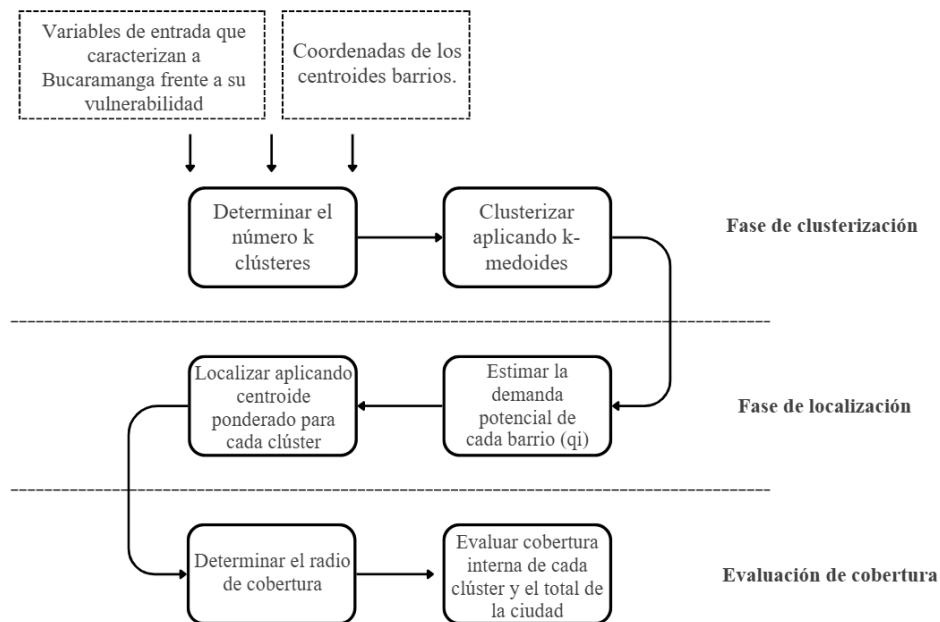 Variables de entrada que
caracterizan a
Bucaramanga frente a su
vulnerabilidad
Coordenadas de los
centroides barrios.
Determinar el
número k
clústeres
Clusterizar
aplicando k-
medoides
Fase de clusterización
Localizar aplicando
centroide
ponderado para
cada clúster
Estimar la
demanda
potencial de
cada barrio (qi)
Fase de localización
Determinar el radio
de cobertura
Evaluar cobertura
interna de cada
clúster y el total de
la ciudad
Evaluación de cobertura